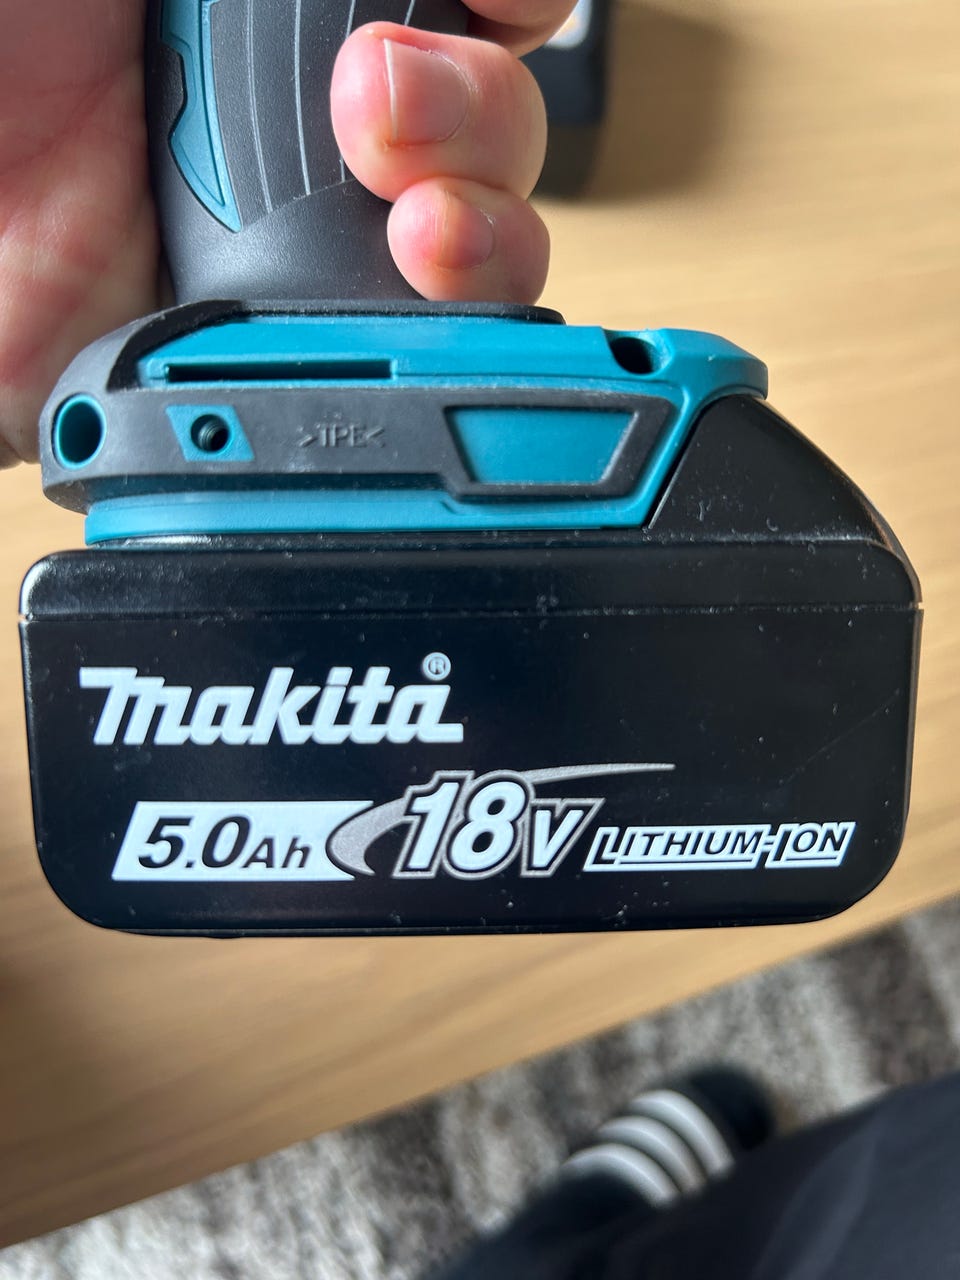 >TPE<
makita®
5.0Ah 18V LITHIUM-ION